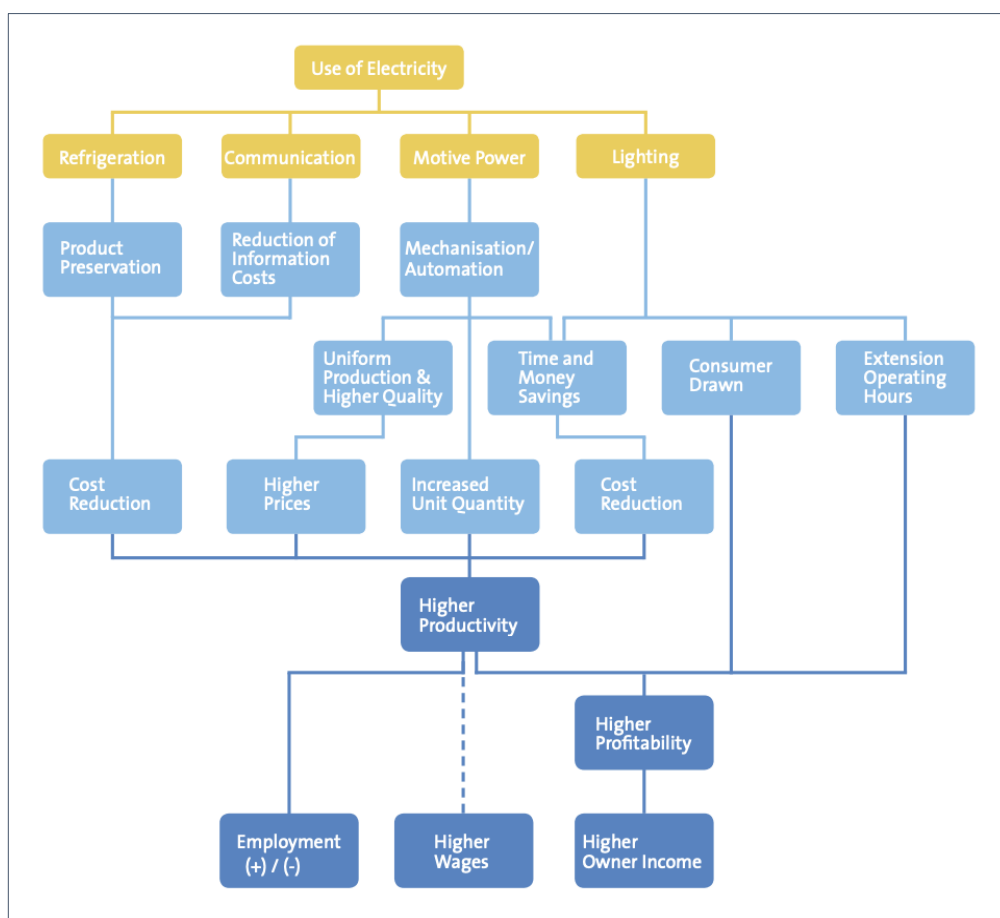 Use of Electricity
Refrigeration
Communication
Motive Power
Lighting
Product
Preservation
Reduction of
Information
Costs
Mechanisation/
Automation
Uniform
Production &
Higher Quality
Time and
Money
Savings
Consumer
Drawn
Extension
Operating
Hours
Cost
Reduction
Higher
Prices
Increased
Unit Quantity
Cost
Reduction
Higher
Productivity
Higher
Profitability
Employment
(+) / (-)
Higher
Wages
Higher
Owner Income